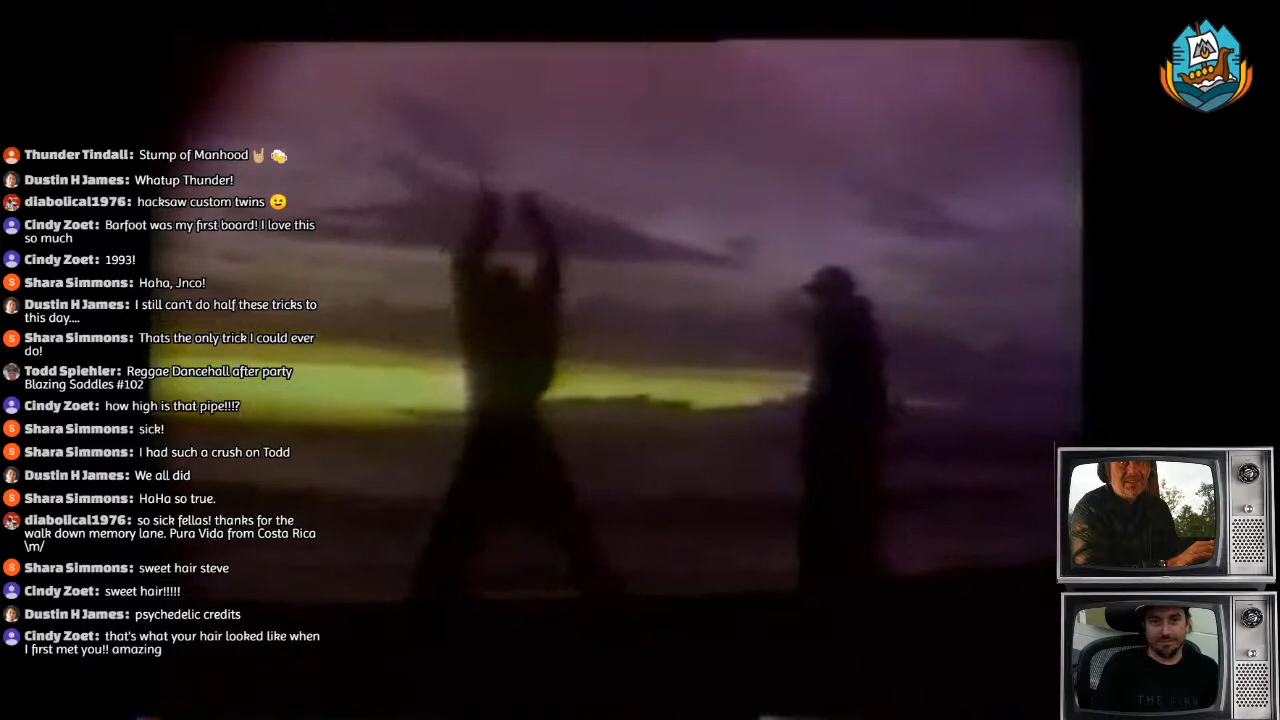 Thunder Tindall: Stump of Manhood 🤘🏼 🍻
Dustin H James: Whatup Thunder!
diabolical1976: hacksaw custom twins 😉
Cindy Zoet: Barfoot was my first board! I love this
so much
Cindy Zoet: 1993!
Shara Simmons: Haha, Jnco!
Dustin H James: I still can't do half these tricks to
this day....
Shara Simmons: Thats the only trick I could ever
do!
Todd Spiehler: Reggae Dancehall after party
Blazing Saddles #102
Cindy Zoet: how high is that pipe!!!?
Shara Simmons: sick!
Shara Simmons: I had such a crush on Todd
Dustin H James: We all did
Shara Simmons: HaHa so true.
diabolical1976: so sick fellas! thanks for the
walk down memory lane. Pura Vida from Costa Rica
\m/
Shara Simmons: sweet hair steve
Cindy Zoet: sweet hair!!!!!
Dustin H James: psychedelic credits
Cindy Zoet: that's what your hair looked like when
I first met you!! amazing
THE